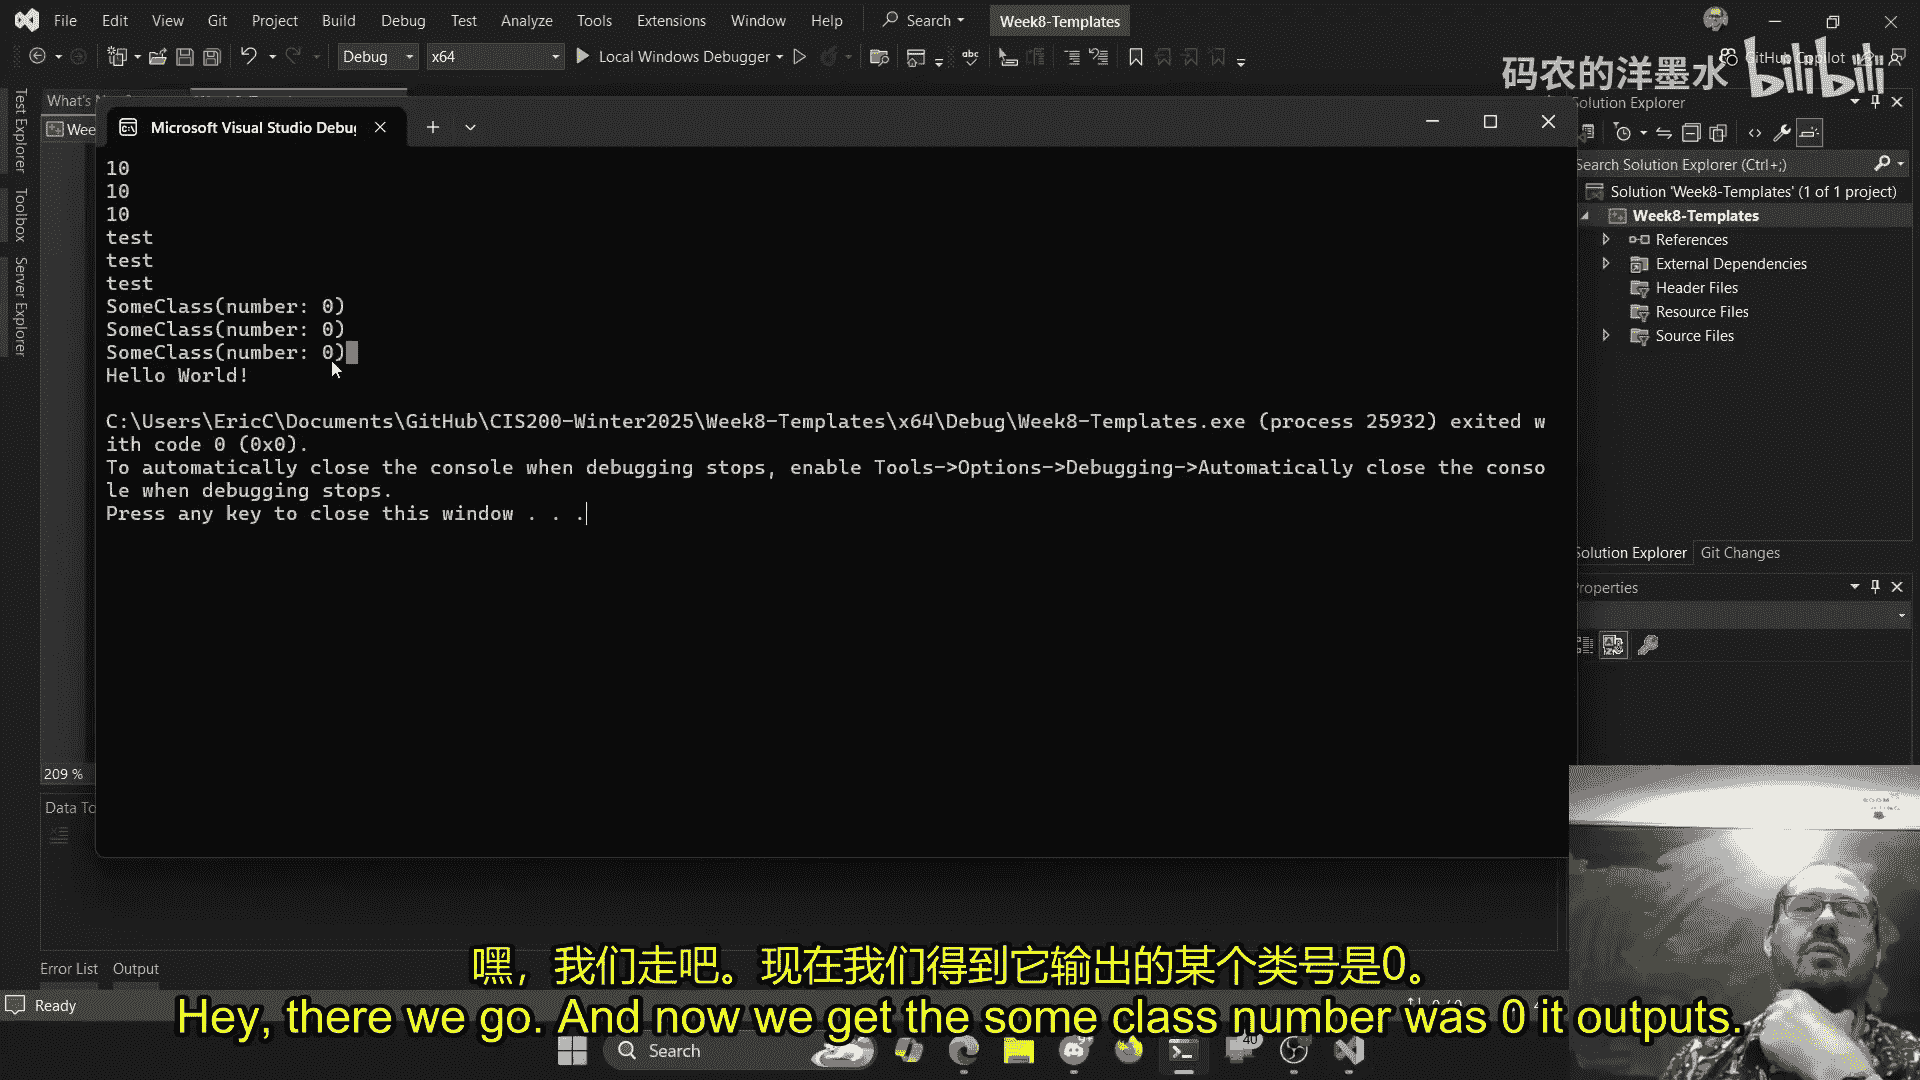 File Edit View Git Project Build Debug Test Analyze Tools Extensions Window Help Search Week8-Templates
Debug x64 Local Windows Debugger GitHub Copilot
码农的洋墨水 bilibili
What's
Wee
Microsoft Visual Studio Debug
Test Explorer
Toolbox
Server Explorer
10
10
10
test
test
test
SomeClass(number: 0)
SomeClass(number: 0)
SomeClass(number: 0)
Hello World!
C:\Users\EricC\Documents\GitHub\CIS200-Winter2025\Week8-Templates\x64\Debug\Week8-Templates.exe (process 25932) exited w
ith code 0 (0x0).
To automatically close the console when debugging stops, enable Tools->Options->Debugging->Automatically close the conso
le when debugging stops.
Press any key to close this window . . .
Solution Explorer
Search Solution Explorer (Ctrl+;)
Solution 'Week8-Templates' (1 of 1 project)
Week8-Templates
References
External Dependencies
Header Files
Resource Files
Source Files
Solution Explorer Git Changes
Properties
209 %
Data To
Error List Output
Ready
嘿，我们走吧。现在我们得到它输出的某个类号是0。
Hey, there we go. And now we get the some class number was 0 it outputs.
Search
40